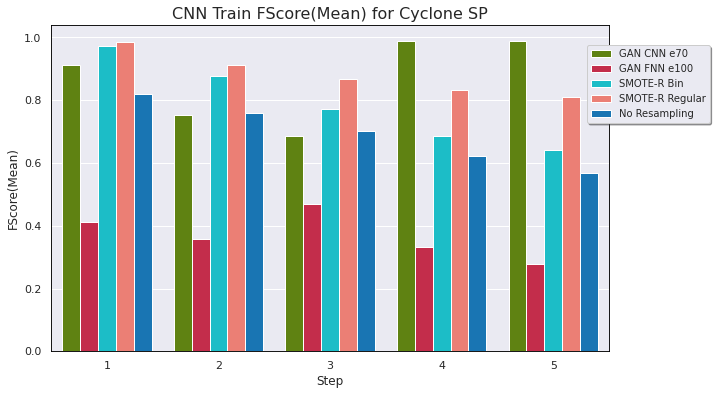 CNN Train FScore(Mean) for Cyclone SP
FScore(Mean)
1.0
0.8
0.6
0.4
0.2
0.0
1 2 3 4 5
Step
GAN CNN e70
GAN FNN e100
SMOTE-R Bin
SMOTE-R Regular
No Resampling